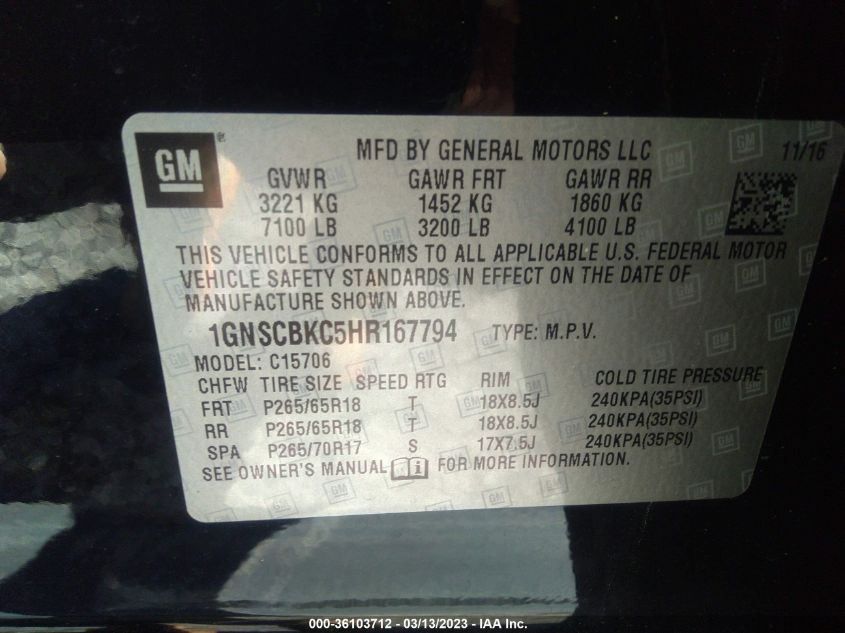 GM ®
MFD BY GENERAL MOTORS LLC 11/16
GVWR GAWR FRT GAWR RR
3221 KG 1452 KG 1860 KG
7100 LB 3200 LB 4100 LB
THIS VEHICLE CONFORMS TO ALL APPLICABLE U.S. FEDERAL MOTOR
VEHICLE SAFETY STANDARDS IN EFFECT ON THE DATE OF
MANUFACTURE SHOWN ABOVE.
1GNSCBKC5HR167794 TYPE: M.P.V.
MODEL: C15706
CHFW TIRE SIZE SPEED RTG RIM COLD TIRE PRESSURE
FRT P265/65R18 T 18X8.5J 240KPA(35PSI)
RR P265/65R18 T 18X8.5J 240KPA(35PSI)
SPA P265/70R17 S 17X7.5J 240KPA(35PSI)
SEE OWNER'S MANUAL i FOR MORE INFORMATION.
000-36103712 / 03/13/2023 - IAA Inc.